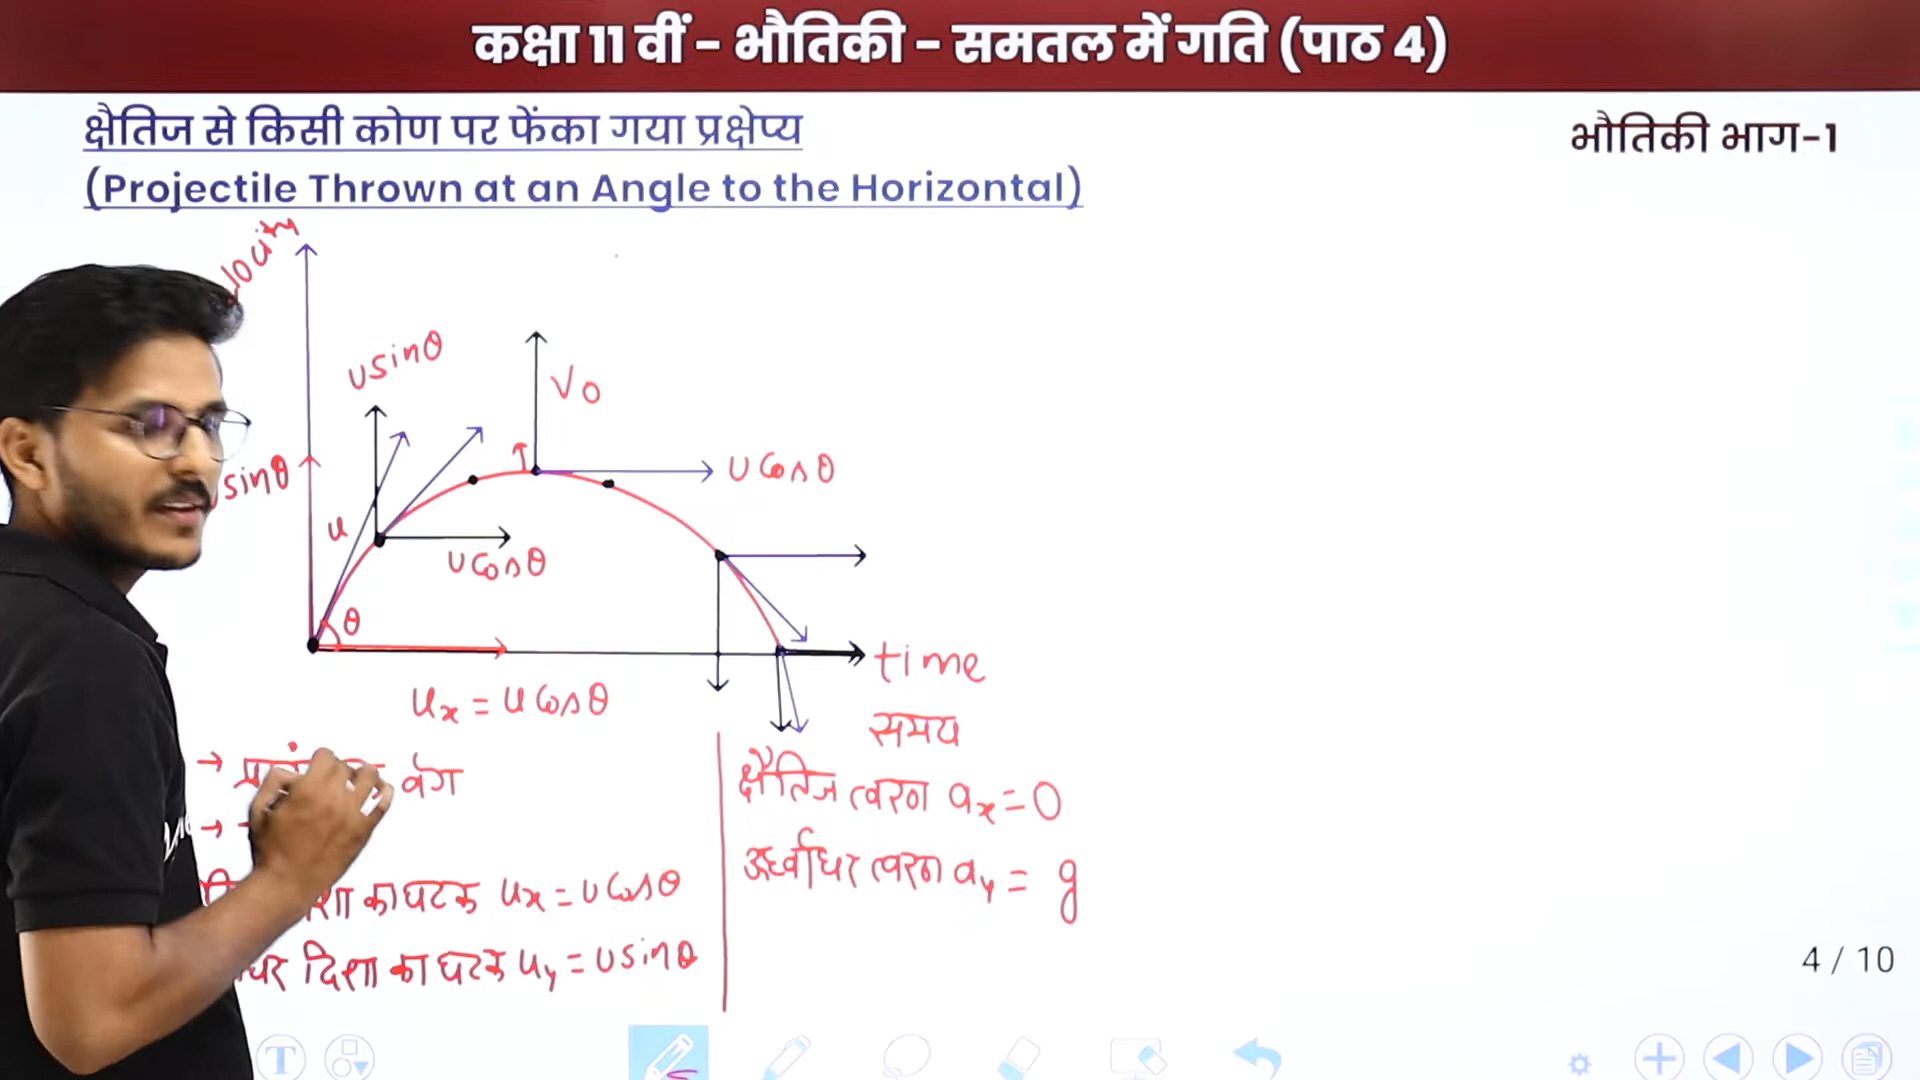 कक्षा 11 वीं - भौतिकी - समतल में गति (पाठ 4)
क्षैतिज से किसी कोण पर फेंका गया प्रक्षेप्य
भौतिकी भाग-1
(Projectile Thrown at an Angle to the Horizontal)
usinθ
V0
ucosθ
sinθ
u
ucosθ
θ
time
ux = ucosθ
समय
→ वेग
क्षैतिज त्वरण ax = 0
→
ऊर्ध्वाधर त्वरण ay = g
का घटक ux = ucosθ
दिशा का घटक uy = usinθ
4 / 10
T